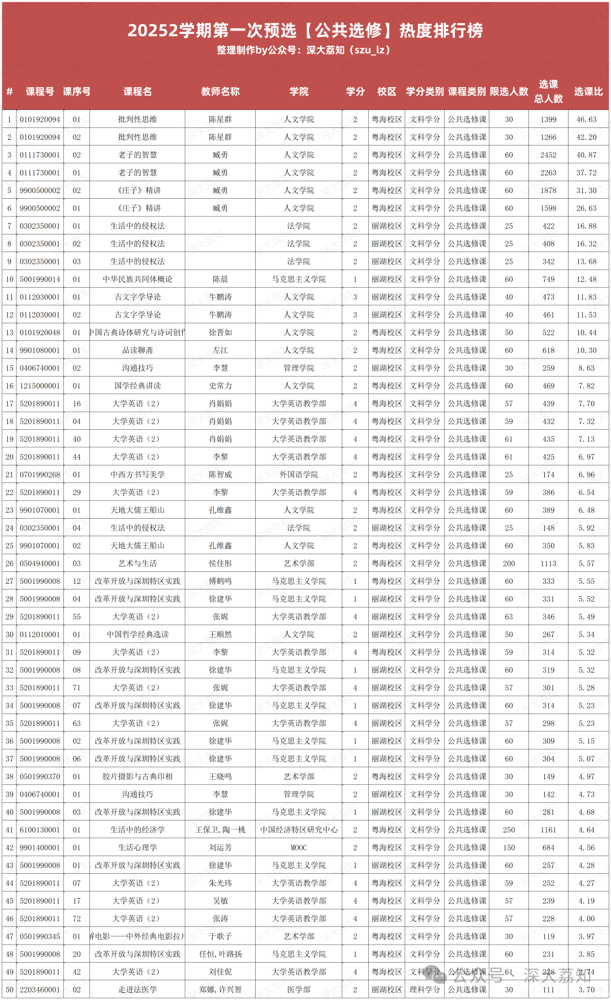 20252学期第一次预选【公共选修】热度排行榜
整理制作by公众号：深大荔知（szu_lz）
# 课程号 课序号 课程名 教师名称 学院 学分 校区 学分类别 课程类别 限选人数 选课总人数 选课比
1 0101920094 01 批判性思维 陈星群 人文学院 2 粤海校区 文科学分 公共选修课 30 1399 46.63
2 0101920094 02 批判性思维 陈星群 人文学院 2 粤海校区 文科学分 公共选修课 30 1266 42.20
3 0111730001 02 老子的智慧 臧勇 人文学院 2 粤海校区 文科学分 公共选修课 60 2452 40.87
4 0111730001 01 老子的智慧 臧勇 人文学院 2 粤海校区 文科学分 公共选修课 60 2263 37.72
5 9900500002 02 《庄子》精讲 臧勇 人文学院 2 粤海校区 文科学分 公共选修课 60 1878 31.30
6 9900500002 01 《庄子》精讲 臧勇 人文学院 2 粤海校区 文科学分 公共选修课 60 1598 26.63
7 0302350001 01 生活中的侵权法 法学院 2 丽湖校区 文科学分 公共选修课 25 422 16.88
8 0302350001 02 生活中的侵权法 法学院 2 丽湖校区 文科学分 公共选修课 25 408 16.32
9 0302350001 03 生活中的侵权法 法学院 2 丽湖校区 文科学分 公共选修课 25 342 13.68
10 5001990014 01 中华民族共同体概论 陈晨 马克思主义学院 1 丽湖校区 文科学分 公共选修课 60 749 12.48
11 0112030001 01 古文字学导论 牛鹏涛 人文学院 3 丽湖校区 文科学分 公共选修课 40 473 11.83
12 0112030001 02 古文字学导论 牛鹏涛 人文学院 3 丽湖校区 文科学分 公共选修课 40 461 11.53
13 0101920048 01 中国古典诗体研究与诗词创作 徐晋如 人文学院 2 粤海校区 文科学分 公共选修课 50 522 10.44
14 9901080001 01 品读聊斋 左江 人文学院 2 粤海校区 文科学分 公共选修课 60 618 10.30
15 0406740001 02 沟通技巧 李慧 管理学院 2 丽湖校区 文科学分 公共选修课 30 259 8.63
16 1215000001 01 国学经典讲读 史常力 人文学院 2 粤海校区 文科学分 公共选修课 60 469 7.82
17 5201890011 16 大学英语（2） 肖娟娟 大学英语教学部 4 粤海校区 文科学分 公共选修课 57 439 7.70
18 5201890011 04 大学英语（2） 肖娟娟 大学英语教学部 4 粤海校区 文科学分 公共选修课 59 432 7.32
19 5201890011 40 大学英语（2） 肖娟娟 大学英语教学部 4 粤海校区 文科学分 公共选修课 61 435 7.13
20 5201890011 44 大学英语（2） 李黎 大学英语教学部 4 粤海校区 文科学分 公共选修课 61 425 6.97
21 0701990268 01 中西方书写美学 陈智威 外国语学院 2 粤海校区 文科学分 公共选修课 25 174 6.96
22 5201890011 29 大学英语（2） 李黎 大学英语教学部 4 粤海校区 文科学分 公共选修课 59 386 6.54
23 9901070001 01 天地大儒王船山 孔维鑫 人文学院 2 粤海校区 文科学分 公共选修课 60 389 6.48
24 0302350001 04 生活中的侵权法 法学院 2 丽湖校区 文科学分 公共选修课 25 148 5.92
25 9901070001 02 天地大儒王船山 孔维鑫 人文学院 2 粤海校区 文科学分 公共选修课 60 350 5.83
26 0504940001 03 艺术与生活 侯佳彤 艺术学部 2 粤海校区 文科学分 公共选修课 200 1113 5.57
27 5001990008 12 改革开放与深圳特区实践 傅鹤鸣 马克思主义学院 1 粤海校区 文科学分 公共选修课 60 333 5.55
28 5001990008 04 改革开放与深圳特区实践 徐建华 马克思主义学院 1 丽湖校区 文科学分 公共选修课 60 331 5.52
29 5201890011 55 大学英语（2） 张娓 大学英语教学部 4 丽湖校区 文科学分 公共选修课 63 346 5.49
30 0112010001 01 中国哲学经典选读 王顺然 人文学院 2 丽湖校区 文科学分 公共选修课 50 267 5.34
31 5201890011 09 大学英语（2） 李黎 大学英语教学部 4 粤海校区 文科学分 公共选修课 59 314 5.32
32 5001990008 08 改革开放与深圳特区实践 徐建华 马克思主义学院 1 丽湖校区 文科学分 公共选修课 60 319 5.32
33 5201890011 71 大学英语（2） 张娓 大学英语教学部 4 丽湖校区 文科学分 公共选修课 57 301 5.28
34 5001990008 07 改革开放与深圳特区实践 徐建华 马克思主义学院 1 丽湖校区 文科学分 公共选修课 60 314 5.23
35 5201890011 63 大学英语（2） 张娓 大学英语教学部 4 丽湖校区 文科学分 公共选修课 57 298 5.23
36 5001990008 02 改革开放与深圳特区实践 徐建华 马克思主义学院 1 丽湖校区 文科学分 公共选修课 60 309 5.15
37 5001990008 06 改革开放与深圳特区实践 徐建华 马克思主义学院 1 丽湖校区 文科学分 公共选修课 60 304 5.07
38 0501990370 01 胶片摄影与古典印相 王晓鸣 艺术学部 2 粤海校区 文科学分 公共选修课 30 149 4.97
39 0406740001 01 沟通技巧 李慧 管理学院 2 丽湖校区 文科学分 公共选修课 30 142 4.73
40 5001990008 03 改革开放与深圳特区实践 徐建华 马克思主义学院 1 丽湖校区 文科学分 公共选修课 60 281 4.68
41 6100130001 01 生活中的经济学 王保卫,陶一桃 中国经济特区研究中心 2 粤海校区 文科学分 公共选修课 250 1161 4.64
42 9901400001 01 生活心理学 刘运芳 MOOC 2 粤海校区 文科学分 公共选修课 150 684 4.56
43 5001990008 01 改革开放与深圳特区实践 徐建华 马克思主义学院 1 丽湖校区 文科学分 公共选修课 60 257 4.28
44 5201890011 07 大学英语（2） 朱光玮 大学英语教学部 4 粤海校区 文科学分 公共选修课 59 252 4.27
45 5201890011 17 大学英语（2） 吴敏 大学英语教学部 4 粤海校区 文科学分 公共选修课 57 239 4.19
46 5201890011 72 大学英语（2） 张涛 大学英语教学部 4 丽湖校区 文科学分 公共选修课 57 228 4.00
47 0501990345 01 解电影——中外经典电影拉片 于歌子 艺术学部 2 粤海校区 文科学分 公共选修课 30 119 3.97
48 5001990008 20 改革开放与深圳特区实践 任恒,叶路扬 马克思主义学院 1 粤海校区 文科学分 公共选修课 60 231 3.85
49 5201890011 42 大学英语（2） 刘佳伲 大学英语教学部 4 粤海校区 文科学分 公共选修课 61 228 3.74
50 2203460001 02 走进法医学 郑娜,许兴智 医学部 2 丽湖校区 理科学分 公共选修课 30 111 3.70
公众号 · 深大荔知